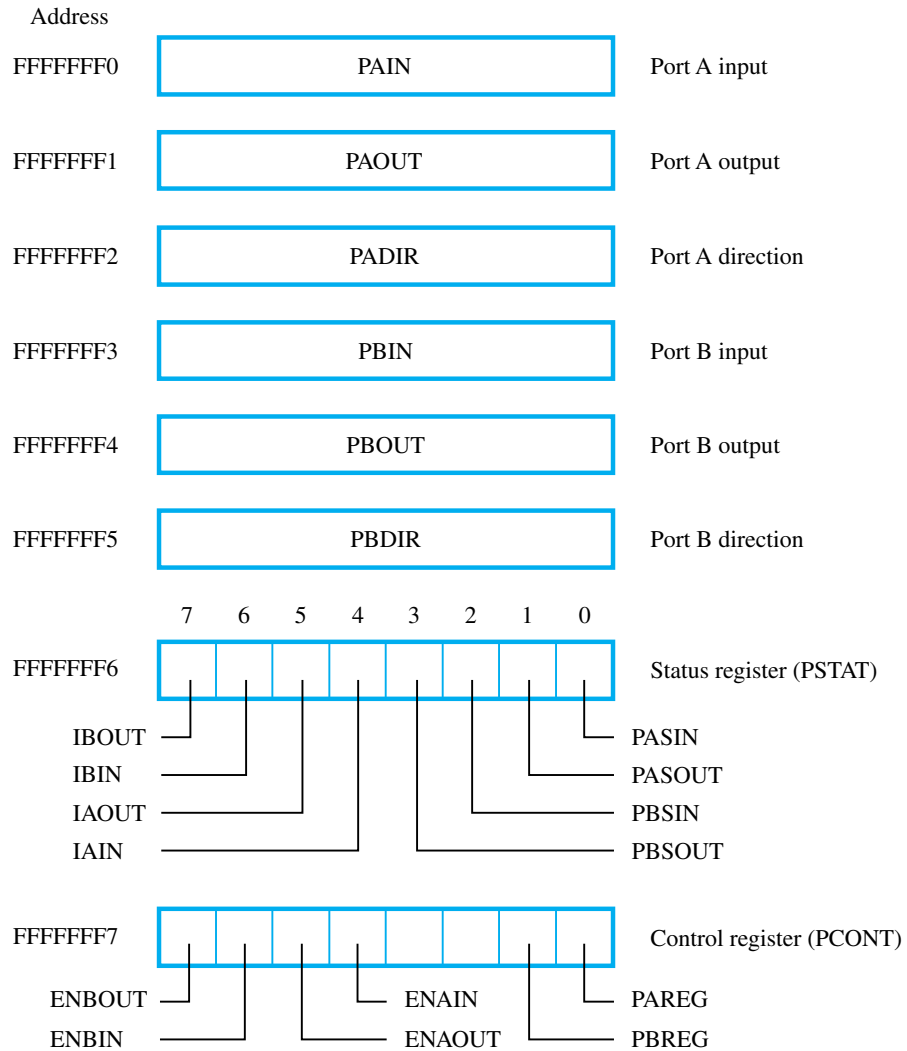 Address
FFFFFFF0 PAIN Port A input
FFFFFFF1 PAOUT Port A output
FFFFFFF2 PADIR Port A direction
FFFFFFF3 PBIN Port B input
FFFFFFF4 PBOUT Port B output
FFFFFFF5 PBDIR Port B direction
7 6 5 4 3 2 1 0
FFFFFFF6 Status register (PSTAT)
IBOUT PASIN
IBIN PASOUT
IAOUT PBSIN
IAIN PBSOUT
FFFFFFF7 Control register (PCONT)
ENBOUT ENAIN PAREG
ENBIN ENAOUT PBREG